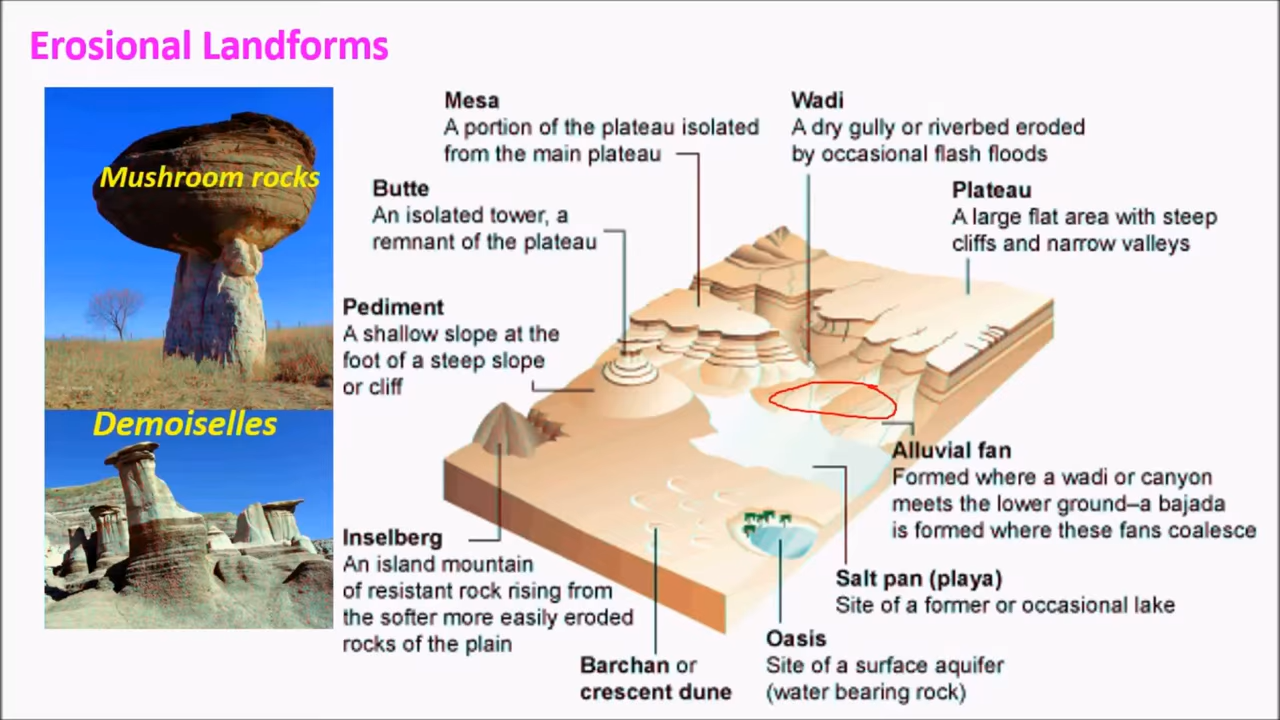 Erosional Landforms
Mushroom rocks
Demoiselles
Mesa
A portion of the plateau isolated
from the main plateau
Wadi
A dry gully or riverbed eroded
by occasional flash floods
Butte
An isolated tower, a
remnant of the plateau
Plateau
A large flat area with steep
cliffs and narrow valleys
Pediment
A shallow slope at the
foot of a steep slope
or cliff
Alluvial fan
Formed where a wadi or canyon
meets the lower ground–a bajada
is formed where these fans coalesce
Inselberg
An island mountain
of resistant rock rising from
the softer more easily eroded
rocks of the plain
Salt pan (playa)
Site of a former or occasional lake
Barchan or
crescent dune
Oasis
Site of a surface aquifer
(water bearing rock)